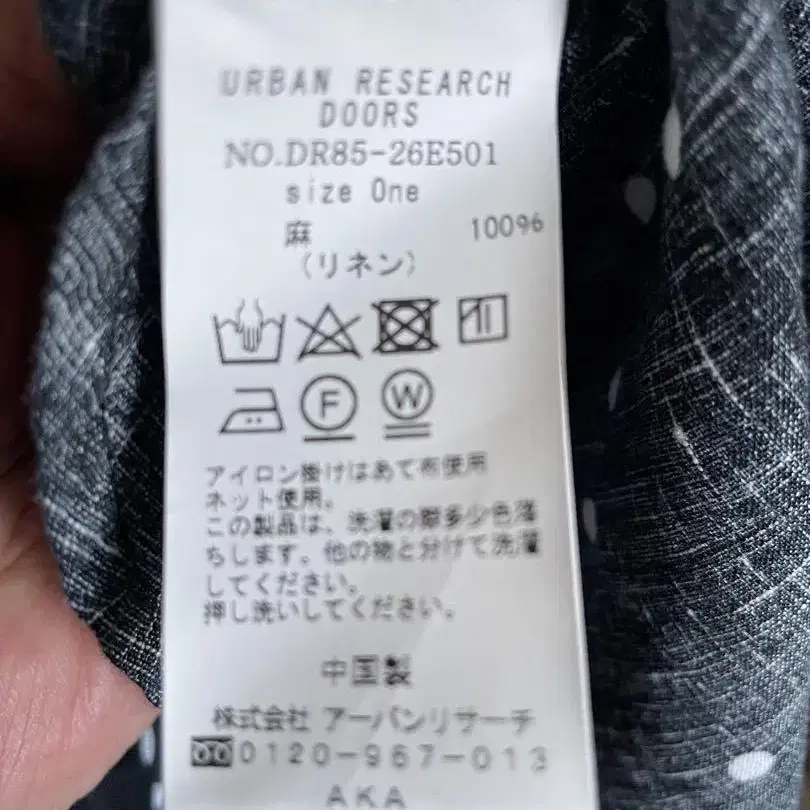 URBAN RESEARCH
DOORS
NO.DR85-26E501
size One
麻 100%
(リネン)
F W
アイロン掛けはあて布使用
ネット使用。
この製品は、洗濯の際多少色落
ちします。他の物と分けて洗濯
してください。
押し洗いしてください。
中国製
株式会社 アーバンリサーチ
0120-967-013
AKA